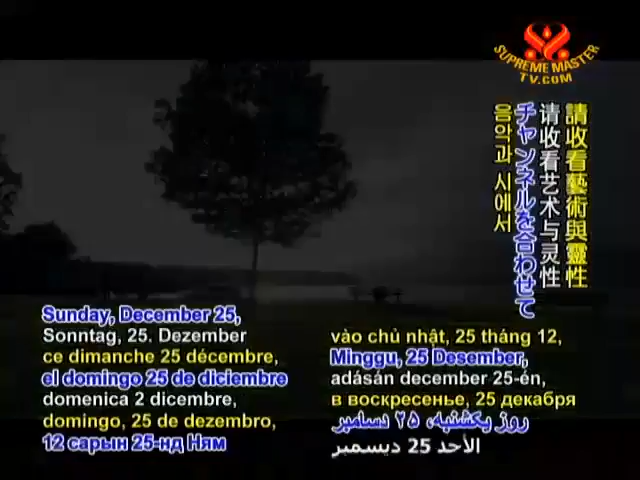 SUPREME MASTER
TV.COM
請收看藝術與靈性
请收看艺术与灵性
チャンネルを合わせて
음악과 시에서
Sunday, December 25,
Sonntag, 25. Dezember
ce dimanche 25 décembre,
el domingo 25 de diciembre
domenica 2 dicembre,
domingo, 25 de dezembro,
12 сарын 25-нд Ням
vào chủ nhật, 25 tháng 12,
Minggu, 25 Desember,
adásán december 25-én,
в воскресенье, 25 декабря
روز یکشنبه، ۲۵ دسامبر
الأحد 25 ديسمبر